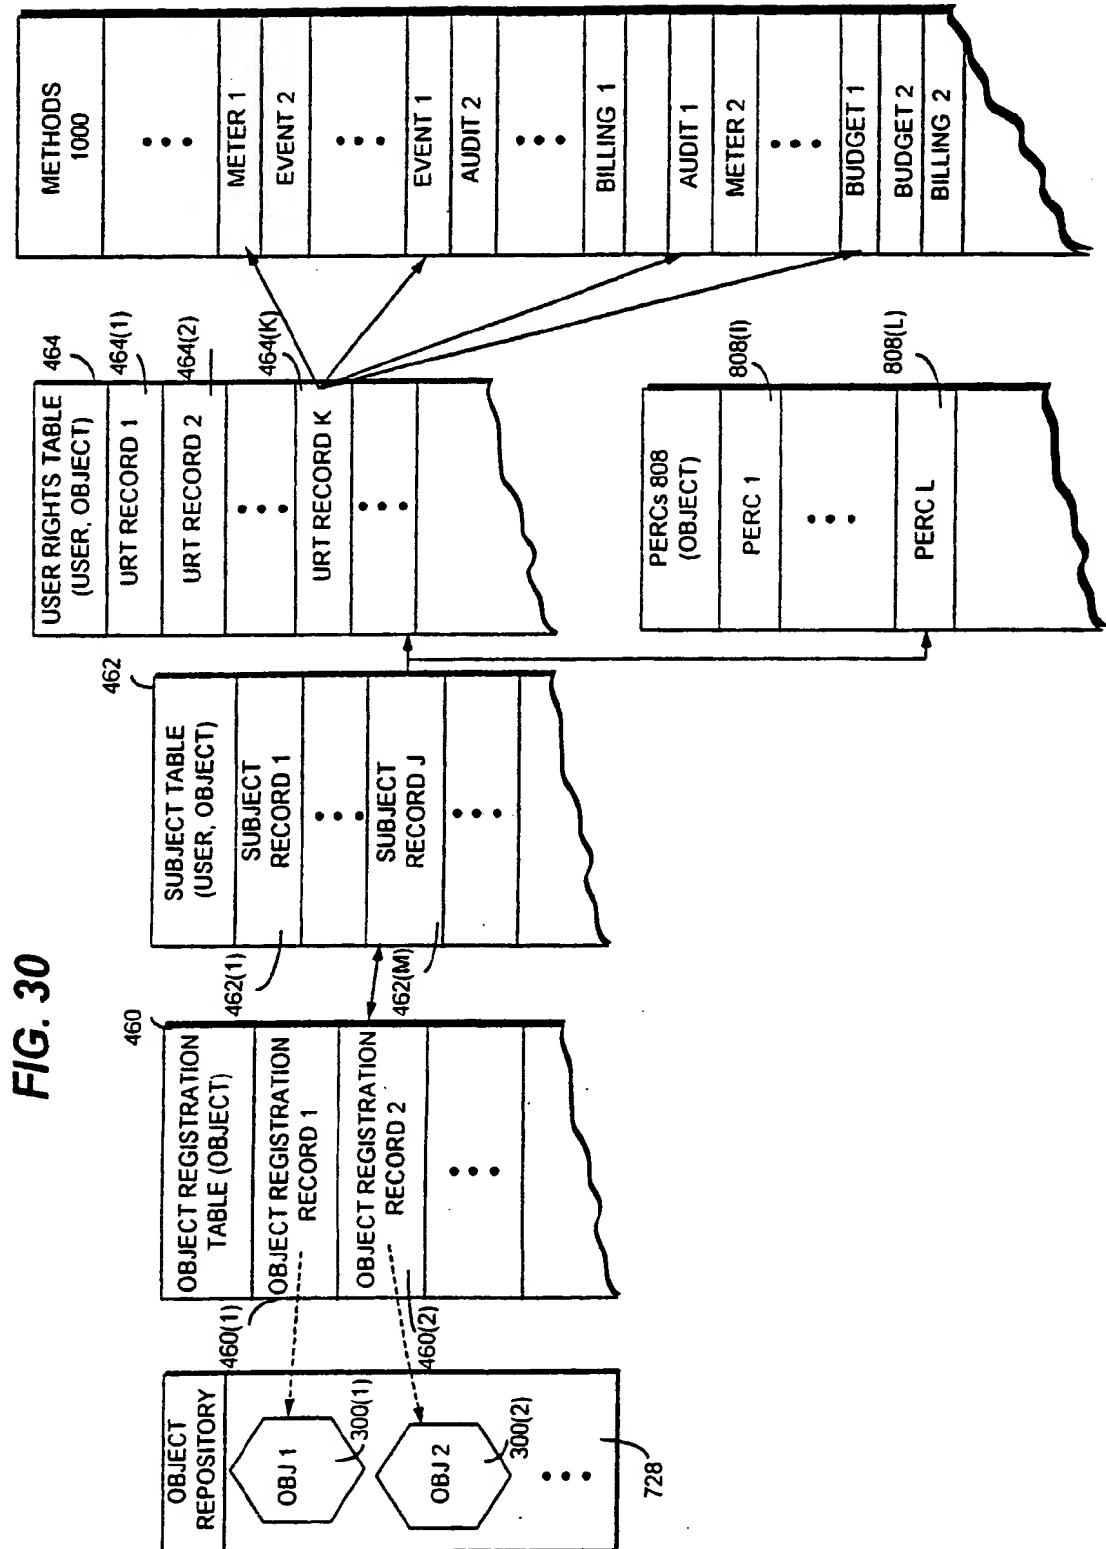 FIG. 30
OBJECT
REPOSITORY
OBJ 1
300(1)
OBJ 2
300(2)
728
460
OBJECT REGISTRATION
TABLE (OBJECT)
OBJECT REGISTRATION
RECORD 1
460(1)
OBJECT REGISTRATION
RECORD 2
460(2)
462
SUBJECT TABLE
(USER, OBJECT)
SUBJECT
RECORD 1
462(1)
SUBJECT
RECORD J
462(M)
464
USER RIGHTS TABLE
(USER, OBJECT)
URT RECORD 1
464(1)
URT RECORD 2
464(2)
URT RECORD K
464(K)
PERCs 808
(OBJECT)
PERC 1
808(I)
PERC L
808(L)
METHODS
1000
METER 1
EVENT 2
EVENT 1
AUDIT 2
BILLING 1
AUDIT 1
METER 2
BUDGET 1
BUDGET 2
BILLING 2